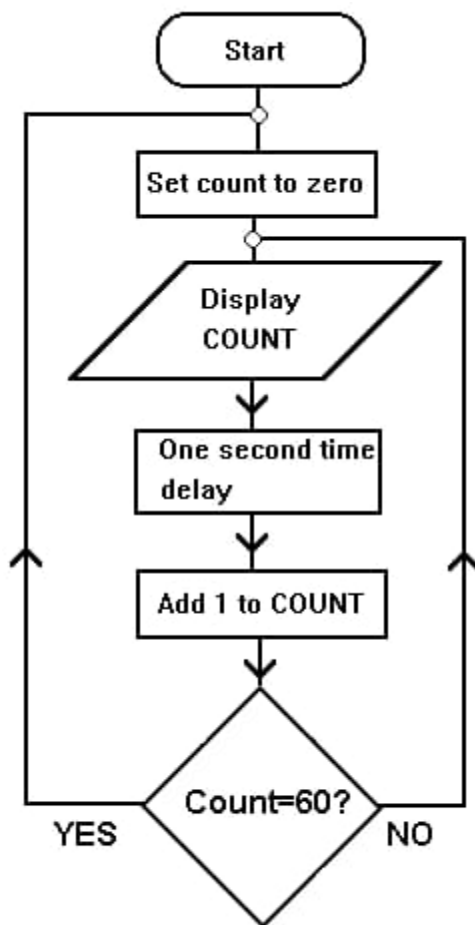 Start
Set count to zero
Display
COUNT
One second time
delay
Add 1 to COUNT
Count=60?
YES
NO